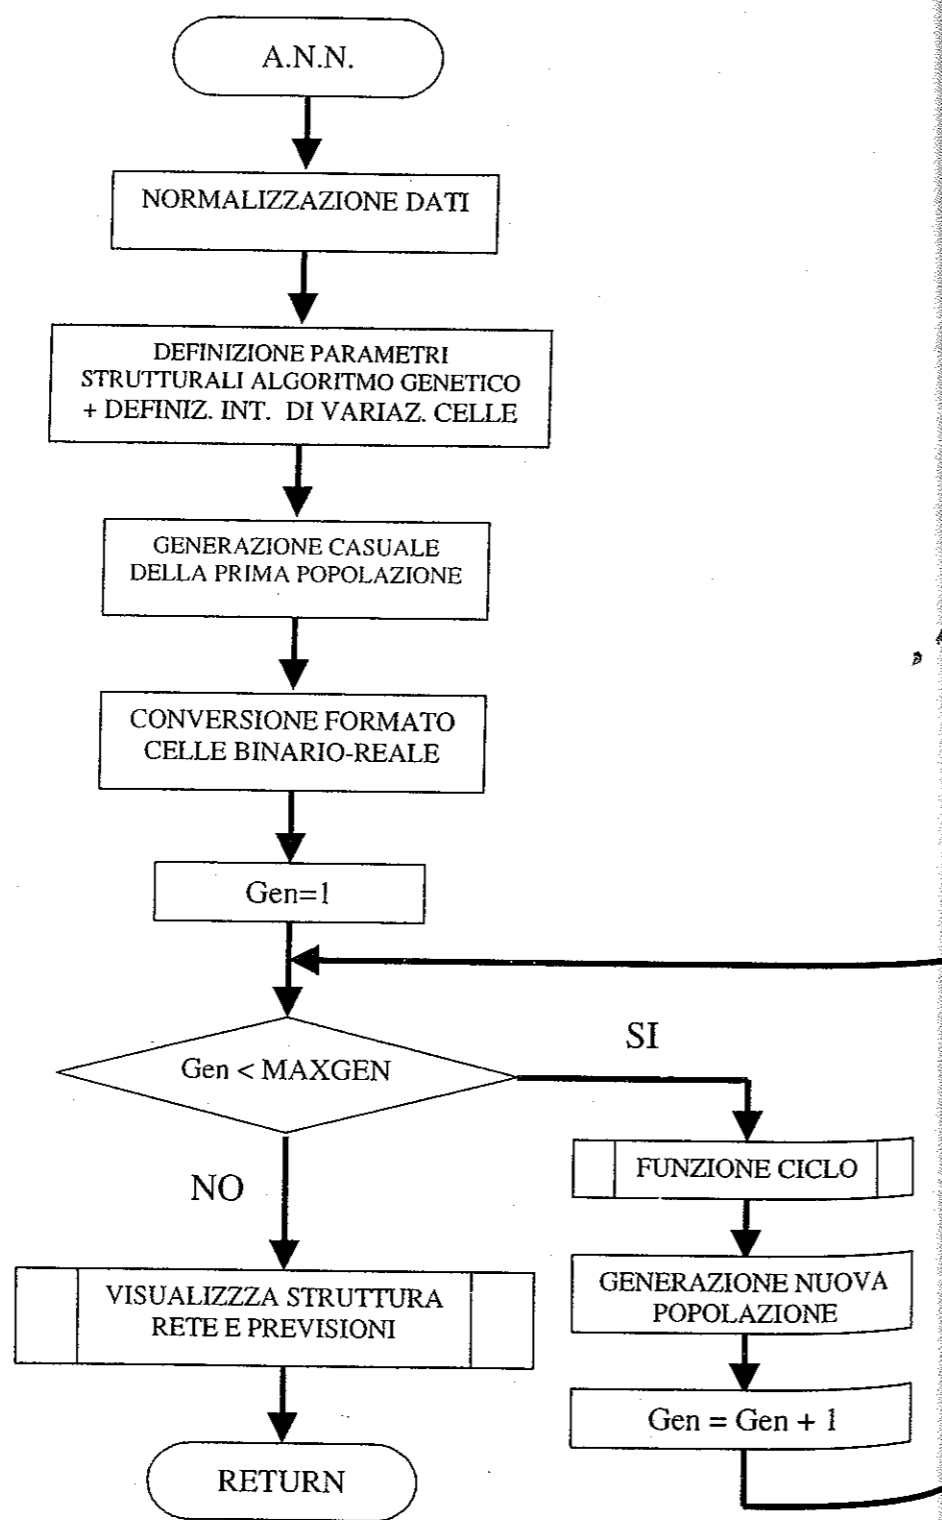 A.N.N.
NORMALIZZAZIONE DATI
DEFINIZIONE PARAMETRI
STRUTTURALI ALGORITMO GENETICO
+ DEFINIZ. INT. DI VARIAZ. CELLE
GENERAZIONE CASUALE
DELLA PRIMA POPOLAZIONE
CONVERSIONE FORMATO
CELLE BINARIO-REALE
Gen=1
Gen < MAXGEN
SI
NO
FUNZIONE CICLO
GENERAZIONE NUOVA
POPOLAZIONE
Gen = Gen + 1
VISUALIZZZA STRUTTURA
RETE E PREVISIONI
RETURN